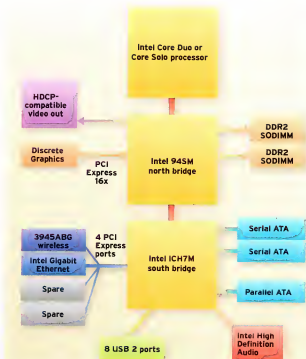 Intel Core Duo or
Core Solo processor
HDCP-
compatible
video out
DDR2
SODIMM
DDR2
SODIMM
Discrete
Graphics
PCI
Express
16x
Intel 945M
north bridge
3945ABG
wireless
4 PCI
Express
ports
Intel Gigabit
Ethernet
Spare
Spare
Intel ICH7M
south bridge
Serial ATA
Serial ATA
Parallel ATA
8 USB 2 ports
Intel High
Definition
Audio